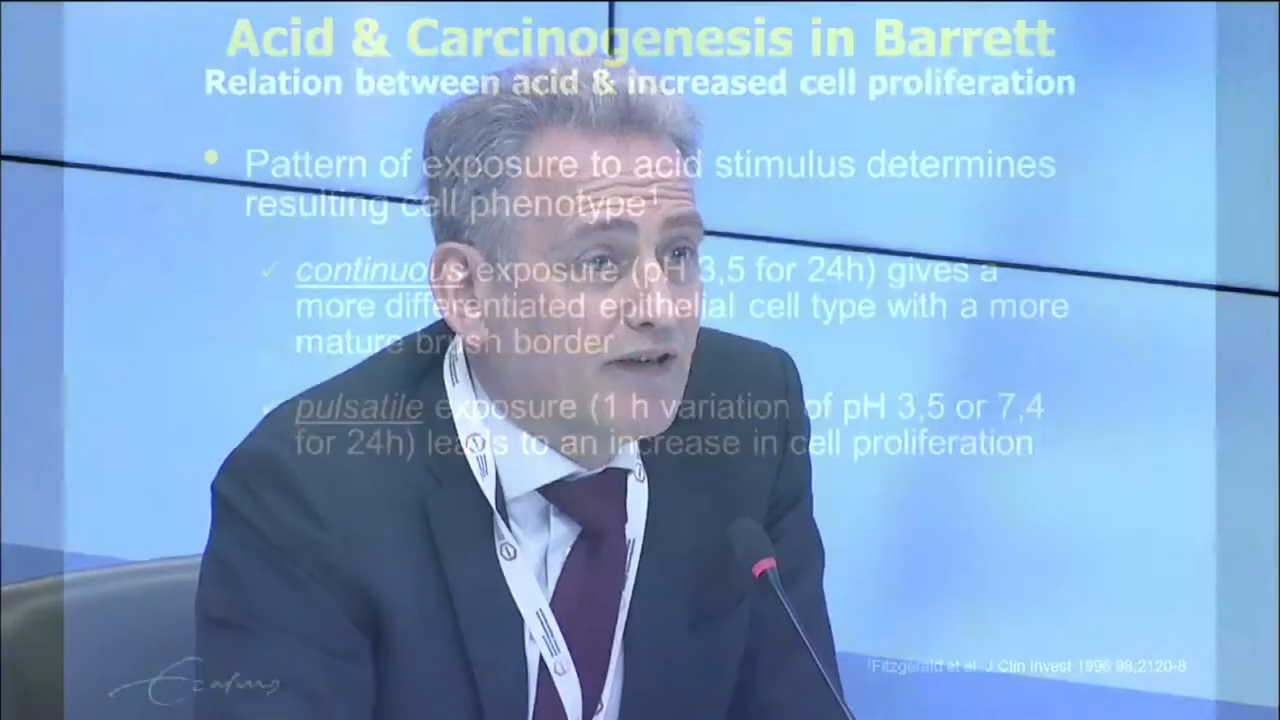 Acid & Carcinogenesis in Barrett
Relation between acid & increased cell proliferation
Pattern of exposure to acid stimulus determines
resulting cell phenotype¹
continuous exposure (pH 3,5 for 24h) gives a
more differentiated epithelial cell type with a more
mature brush border
pulsatile exposure (1 h variation of pH 3,5 or 7,4
for 24h) leads to an increase in cell proliferation
¹Fitzgerald et al. J Clin Invest 1996 98;2120-8
Erasmus